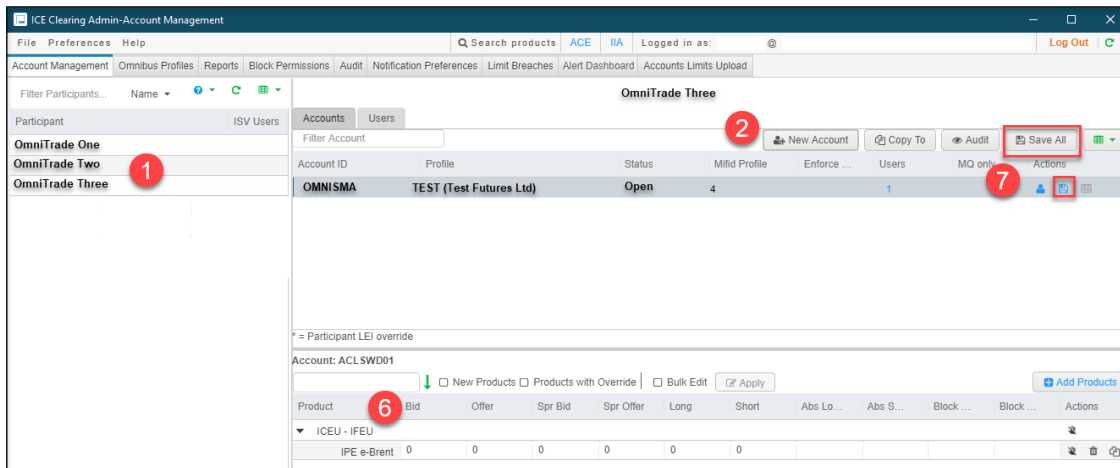 ICE Clearing Admin-Account Management
File Preferences Help Search products ACE IIA Logged in as: @ Log Out
Account Management Omnibus Profiles Reports Block Permissions Audit Notification Preferences Limit Breaches Alert Dashboard Accounts Limits Upload
Filter Participants... Name ? OmniTrade Three
Participant ISV Users Accounts Users
Filter Account 2 New Account Copy To Audit Save All
OmniTrade One
Account ID Profile Status Mifid Profile Enforce ... Users MQ only Actions
OmniTrade Two 1 7
OmniTrade Three OMNISMA TEST (Test Futures Ltd) Open 4 1
* = Participant LEI override
Account: ACLSWD01
New Products Products with Override Bulk Edit Apply Add Products
Product 6 Bid Offer Spr Bid Spr Offer Long Short Abs Lo... Abs S... Block ... Block ... Actions
ICEU - IFEU
IPE e-Brent 0 0 0 0 0 0